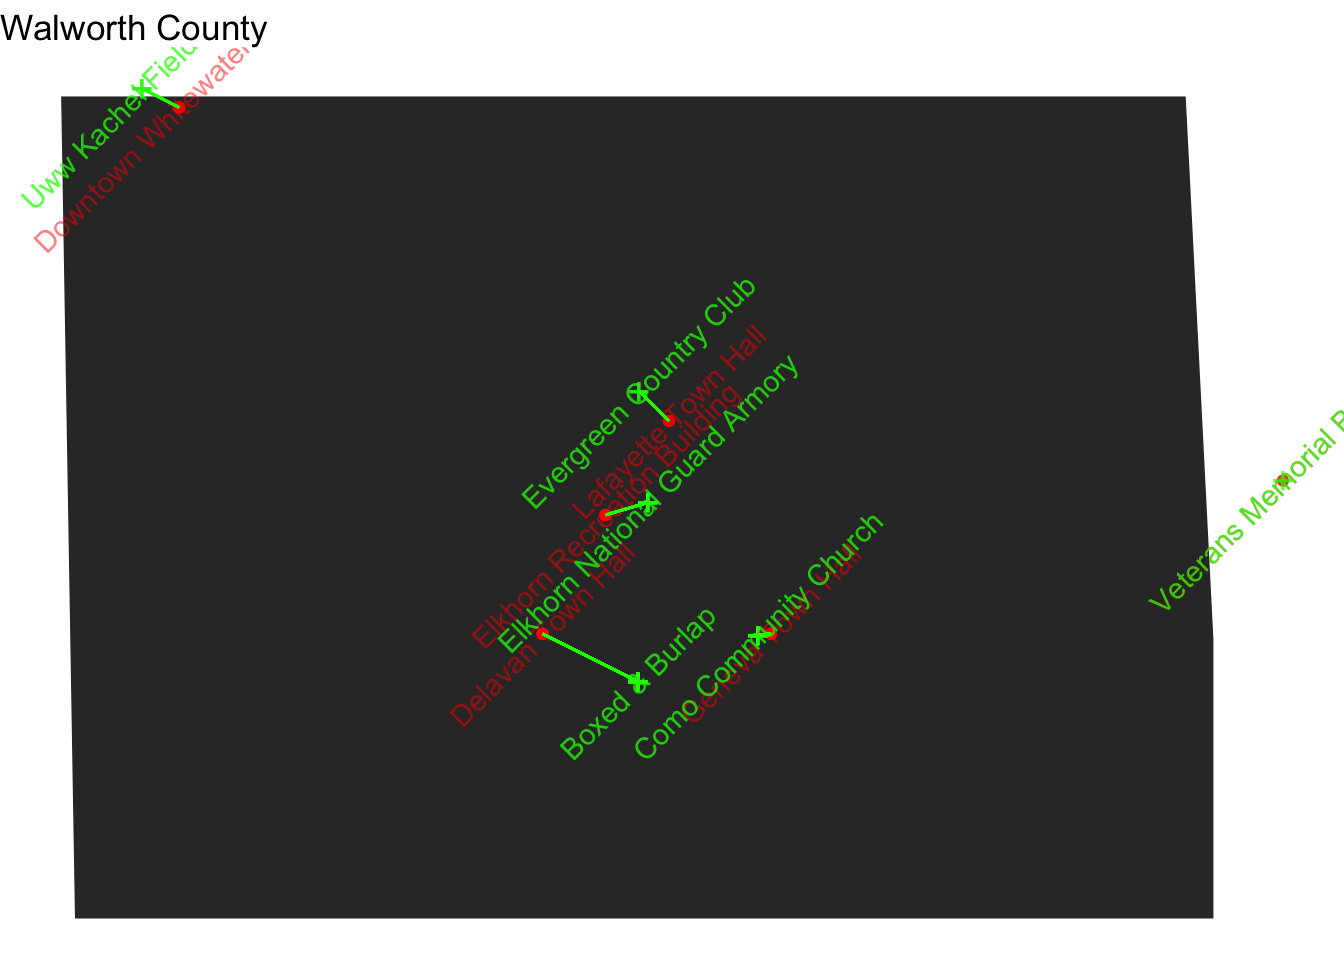 Walworth County
Uww Kachel Field
Downtown Whitewater
Evergreen Country Club
Lafayette Town Hall
Elkhorn Recreation Building
Elkhorn National Guard Armory
Delavan Town Hall
Boxed & Burlap
Como Community Church
Geneva Town Hall
Veterans Memorial